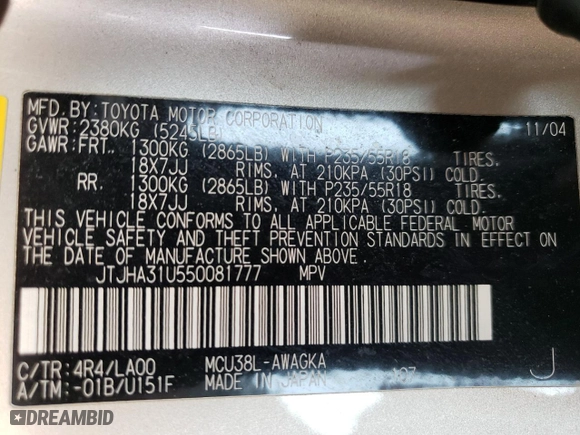 MFD.BY:TOYOTA MOTOR CORPORATION 11/04
GVWR:2380KG (5245LB)
GAWR:FRT. 1300KG (2865LB) WITH P235/55R18 TIRES.
18X7JJ RIMS. AT 210KPA (30PSI) COLD.
RR. 1300KG (2865LB) WITH P235/55R18 TIRES.
18X7JJ RIMS. AT 210KPA (30PSI) COLD.
THIS VEHICLE CONFORMS TO ALL APPLICABLE FEDERAL MOTOR
VEHICLE SAFETY AND THEFT PREVENTION STANDARDS IN EFFECT ON
THE DATE OF MANUFACTURE SHOWN ABOVE.
JTJHA31U550081777 MPV
C/TR:4R4/LA00 MCU38L-AWAGKA
A/TM:-01B/U151F MADE IN JAPAN 197 J
DREAMBID